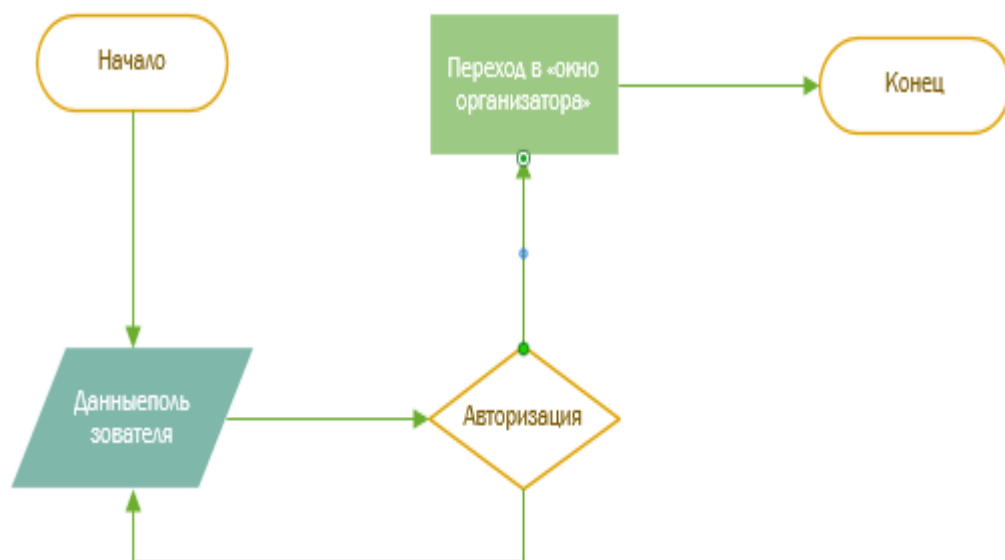 Начало
Переход в «окно
организатора»
Конец
Данныеполь
зователя
Авторизация